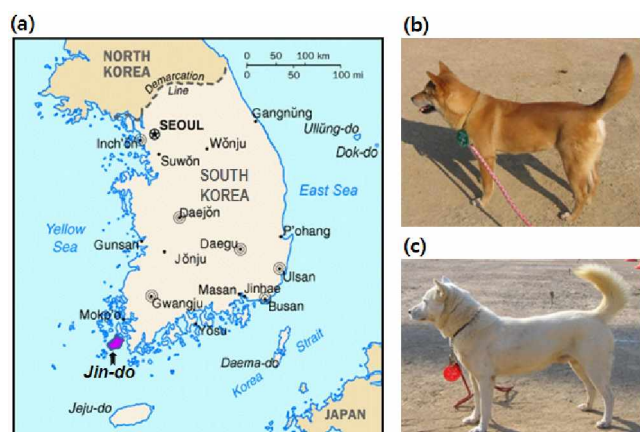 (a)
NORTH
KOREA
Demarcation
Line
0 50 100 km
0 50 100 mi
SEOUL
Inch'ŏn
Suwŏn
Wŏnju
Gangnŭng
Ullŭng-do
Dok-do
SOUTH
KOREA
East Sea
Yellow
Sea
Daejŏn
Gunsan
Daegu
P'ohang
Jŏnju
Ulsan
Masan
Jinhae
Gwangju
Busan
Mokp'o
Yŏsu
Jin-do
Daema-do
Korea
Strait
Jeju-do
JAPAN
(b)
(c)